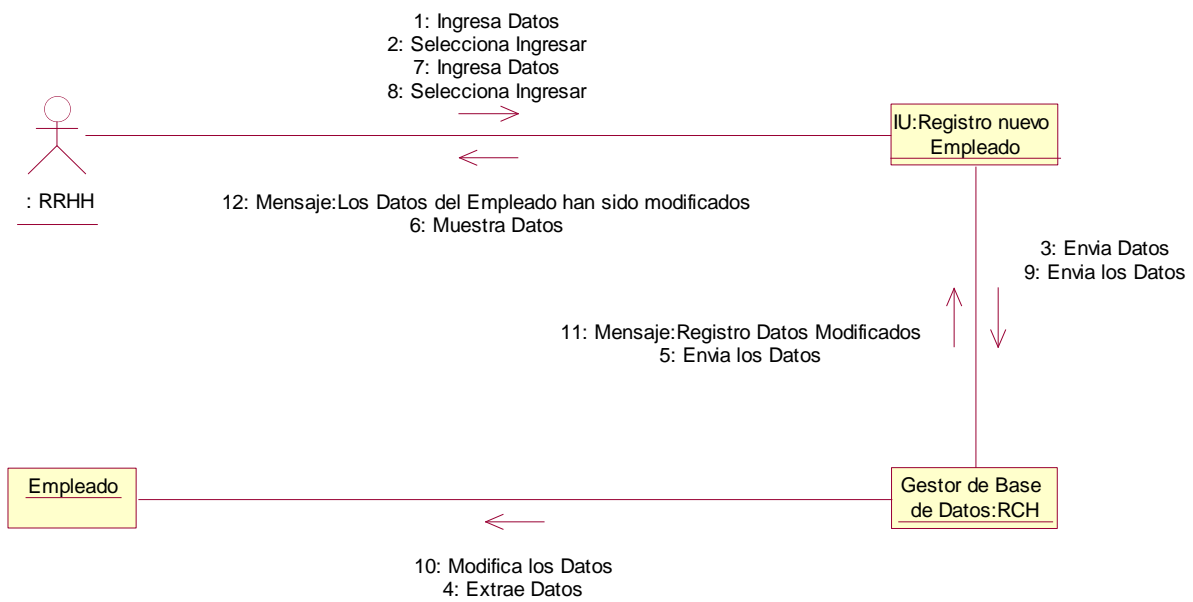 1: Ingresa Datos
2: Selecciona Ingresar
7: Ingresa Datos
8: Selecciona Ingresar
IU:Registro nuevo
Empleado
: RRHH
12: Mensaje:Los Datos del Empleado han sido modificados
6: Muestra Datos
3: Envia Datos
9: Envia los Datos
11: Mensaje:Registro Datos Modificados
5: Envia los Datos
Empleado
Gestor de Base
de Datos:RCH
10: Modifica los Datos
4: Extrae Datos